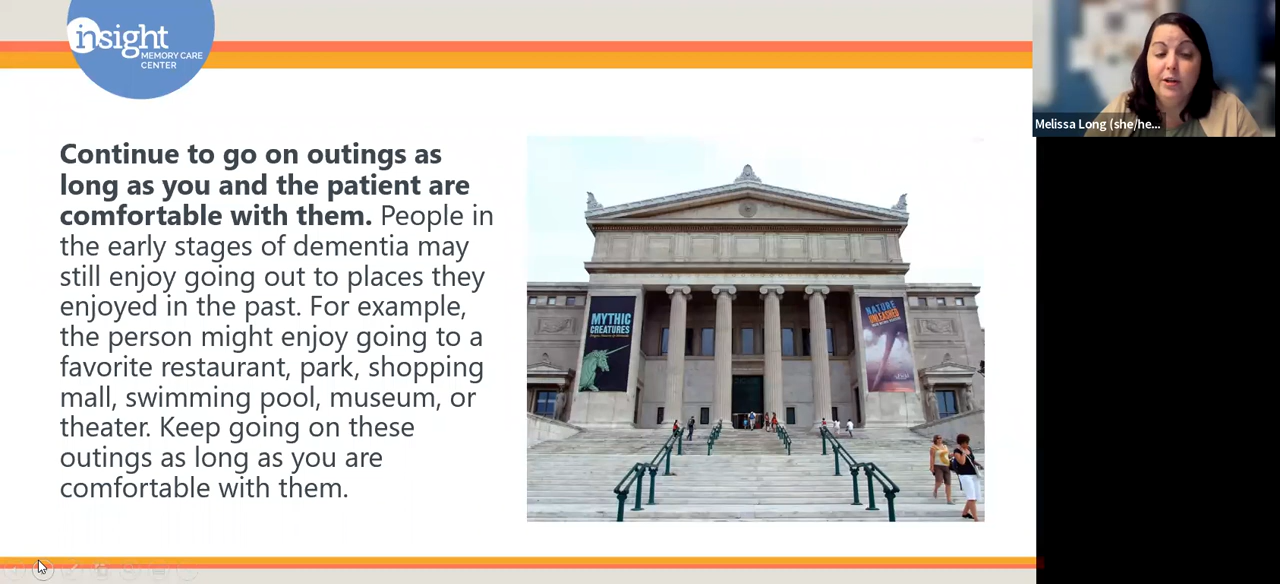 insight
MEMORY CARE
CENTER
Continue to go on outings as
long as you and the patient are
comfortable with them. People in
the early stages of dementia may
still enjoy going out to places they
enjoyed in the past. For example,
the person might enjoy going to a
favorite restaurant, park, shopping
mall, swimming pool, museum, or
theater. Keep going on these
outings as long as you are
comfortable with them.
MYTHIC
CREATURES
NATURE
UNLEASHED
Melissa Long (she/he...